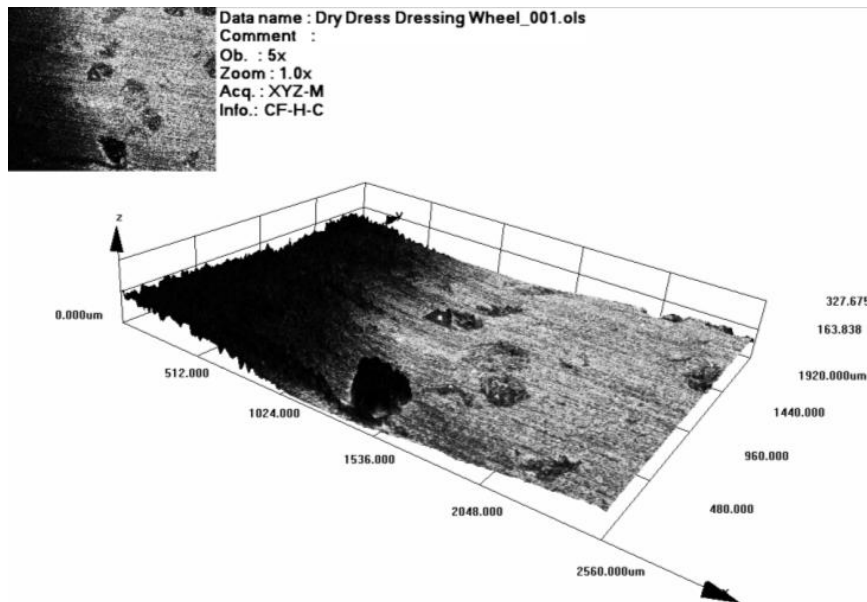 Data name : Dry Dress Dressing Wheel_001.ols
Comment :
Ob. : 5x
Zoom : 1.0x
Acq. : XYZ-M
Info.: CF-H-C
z
0.000um
512.000
1024.000
1536.000
2048.000
2560.000um
480.000
960.000
1440.000
1920.000um
163.838
327.675